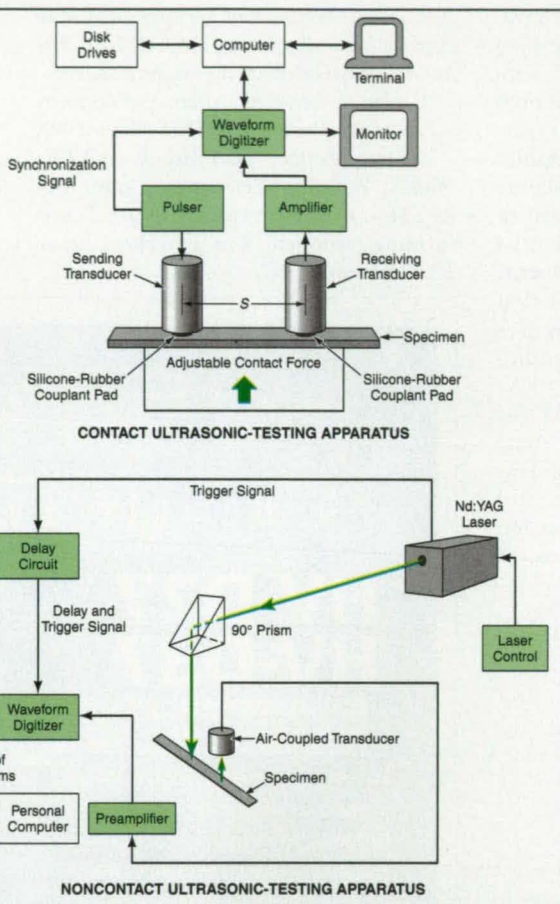 Disk
Drives
Computer
Terminal
Waveform
Digitizer
Monitor
Synchronization
Signal
Pulser
Amplifier
Sending
Transducer
Receiving
Transducer
S
Specimen
Adjustable Contact Force
Silicone-Rubber
Couplant Pad
Silicone-Rubber
Couplant Pad
CONTACT ULTRASONIC-TESTING APPARATUS
Trigger Signal
Nd:YAG
Laser
Delay
Circuit
Delay and
Trigger Signal
90° Prism
Laser
Control
Waveform
Digitizer
Air-Coupled Transducer
Specimen
Personal
Computer
Preamplifier
NONCONTACT ULTRASONIC-TESTING APPARATUS